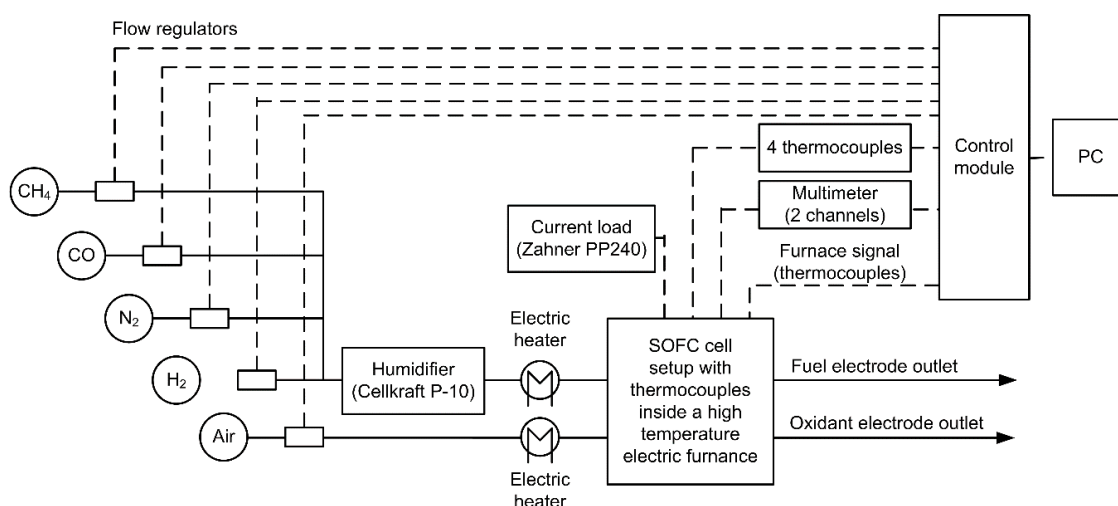 Flow regulators
CH₄
CO
N₂
H₂
Air
Humidifier
(Cellkraft P-10)
Electric
heater
Electric
heater
Current load
(Zahner PP240)
4 thermocouples
Multimeter
(2 channels)
Furnace signal
(thermocouples)
Control
module
PC
SOFC cell
setup with
thermocouples
inside a high
temperature
electric furnance
Fuel electrode outlet
Oxidant electrode outlet